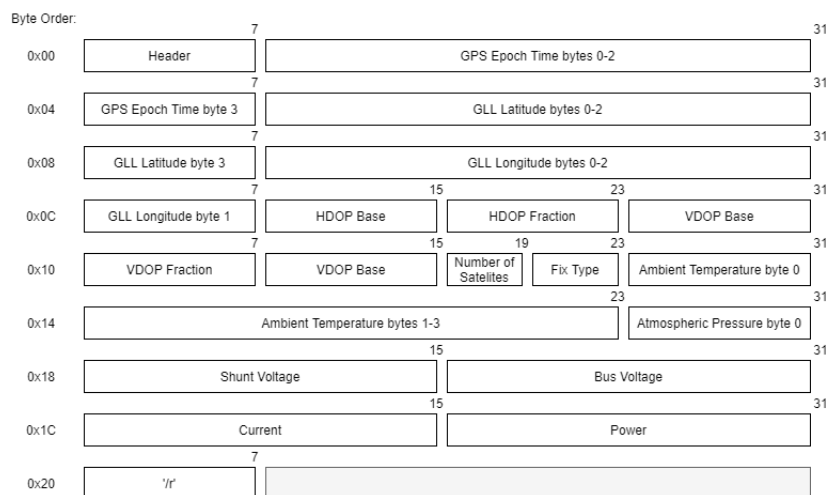 Byte Order:
7 31
0x00 Header GPS Epoch Time bytes 0-2
7 31
0x04 GPS Epoch Time byte 3 GLL Latitude bytes 0-2
7 31
0x08 GLL Latitude byte 3 GLL Longitude bytes 0-2
7 15 23 31
0x0C GLL Longitude byte 1 HDOP Base HDOP Fraction VDOP Base
7 15 19 23 31
0x10 VDOP Fraction VDOP Base Number of Satelites Fix Type Ambient Temperature byte 0
23 31
0x14 Ambient Temperature bytes 1-3 Atmospheric Pressure byte 0
15 31
0x18 Shunt Voltage Bus Voltage
15 31
0x1C Current Power
7
0x20 '/r'